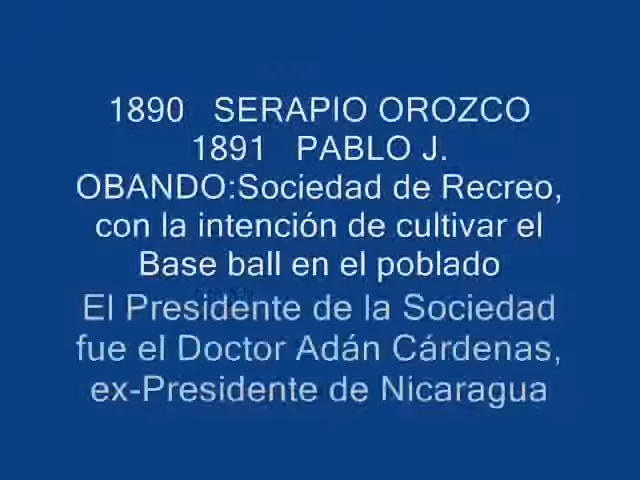 1890 SERAPIO OROZCO
1891 PABLO J.
OBANDO:Sociedad de Recreo,
con la intención de cultivar el
Base ball en el poblado
El Presidente de la Sociedad
fue el Doctor Adán Cárdenas,
ex-Presidente de Nicaragua